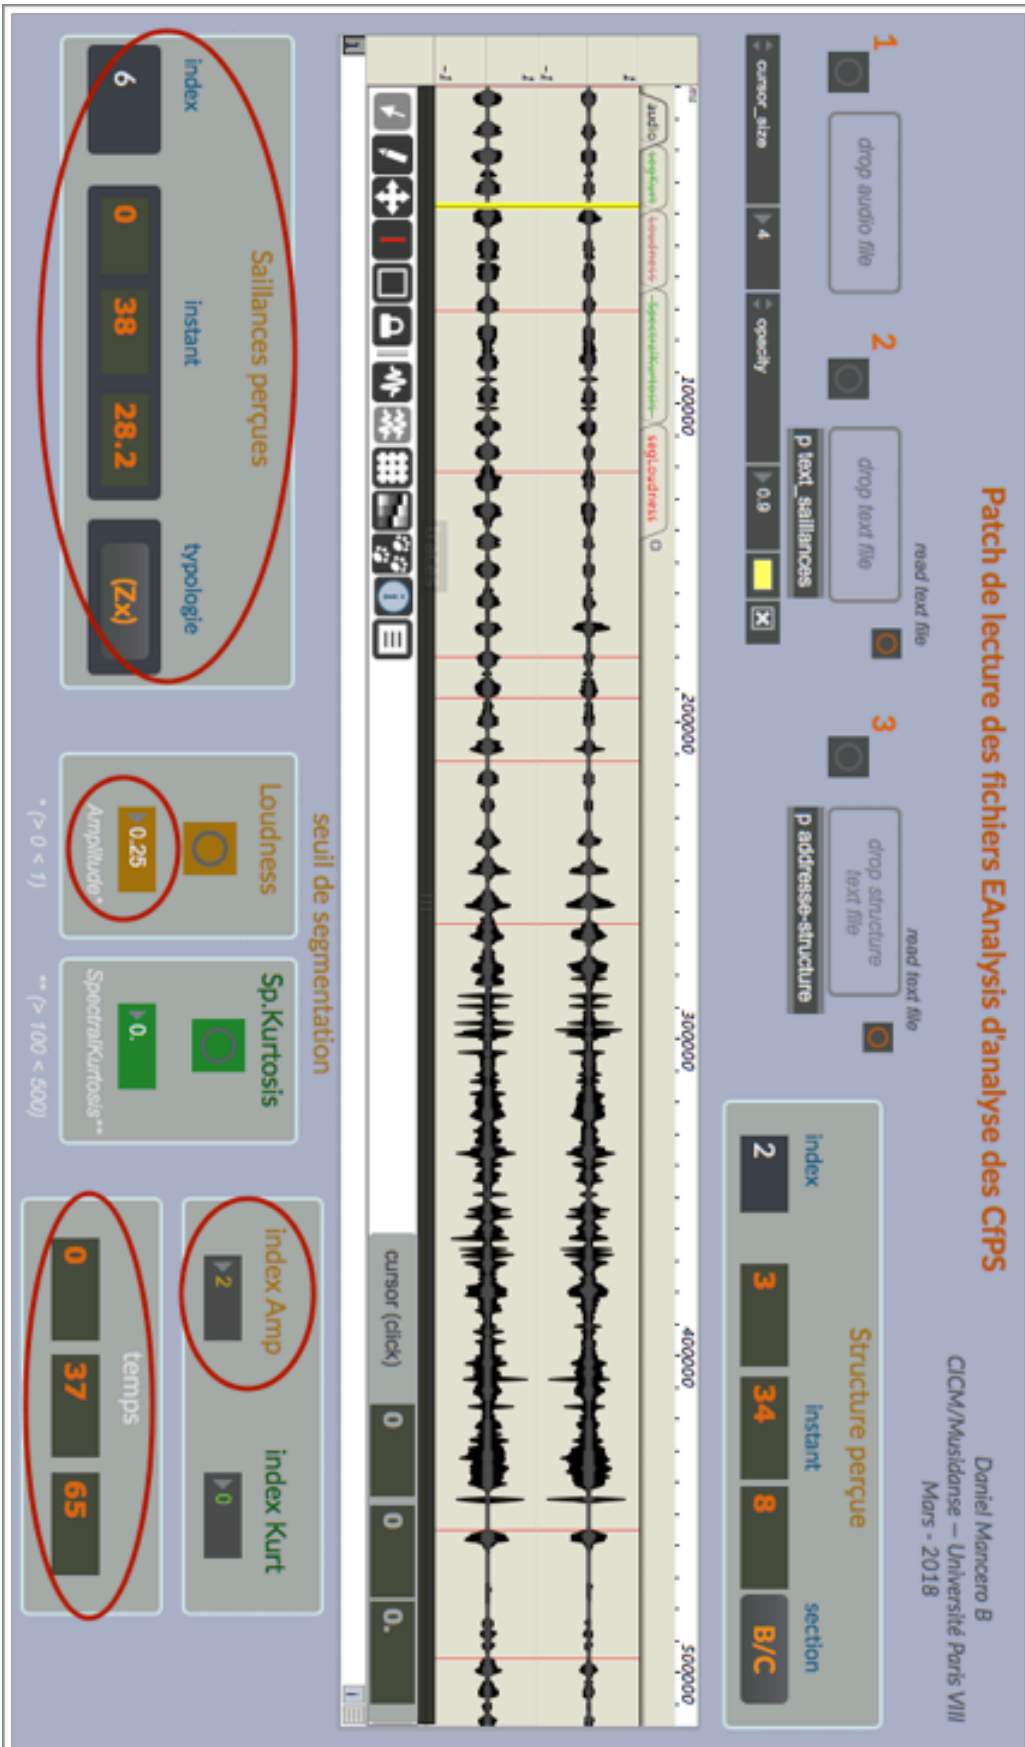 Patch de lecture des fichiers EAnalysis d'analyse des CfPS
Daniel Mancero B
CICM/Musidanse – Université Paris VIII
Mars - 2018
1
drop audio file
2
read text file
drop text file
p text_saillances
3
read text file
drop structure
text file
p addresse-structure
cursor_size
4
opacity
0.9
Structure perçue
index
instant
section
2
3
34
8
B/C
ms
100000
200000
300000
400000
500000
audio
segKurt
Loudness
-SpectralKurtosis-
segLoudness
cursor (click)
0
0
0.
Saillances perçues
index
instant
typologie
6
0
38
28.2
(Zx)
seuil de segmentation
Loudness
0.25
Amplitude*
* (> 0 < 1)
Sp.Kurtosis
0.
SpectralKurtosis**
** (> 100 < 500)
index Amp
2
index Kurt
0
temps
0
37
65